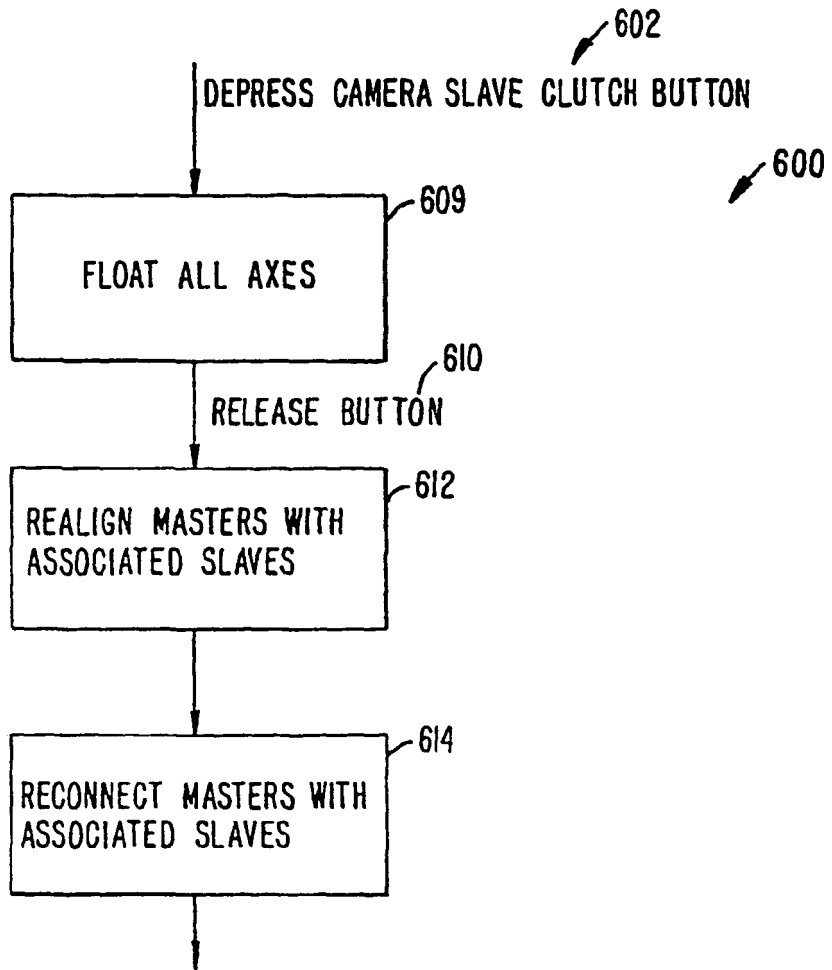 602
DEPRESS CAMERA SLAVE CLUTCH BUTTON
600
609
FLOAT ALL AXES
610
RELEASE BUTTON
612
REALIGN MASTERS WITH
ASSOCIATED SLAVES
614
RECONNECT MASTERS WITH
ASSOCIATED SLAVES